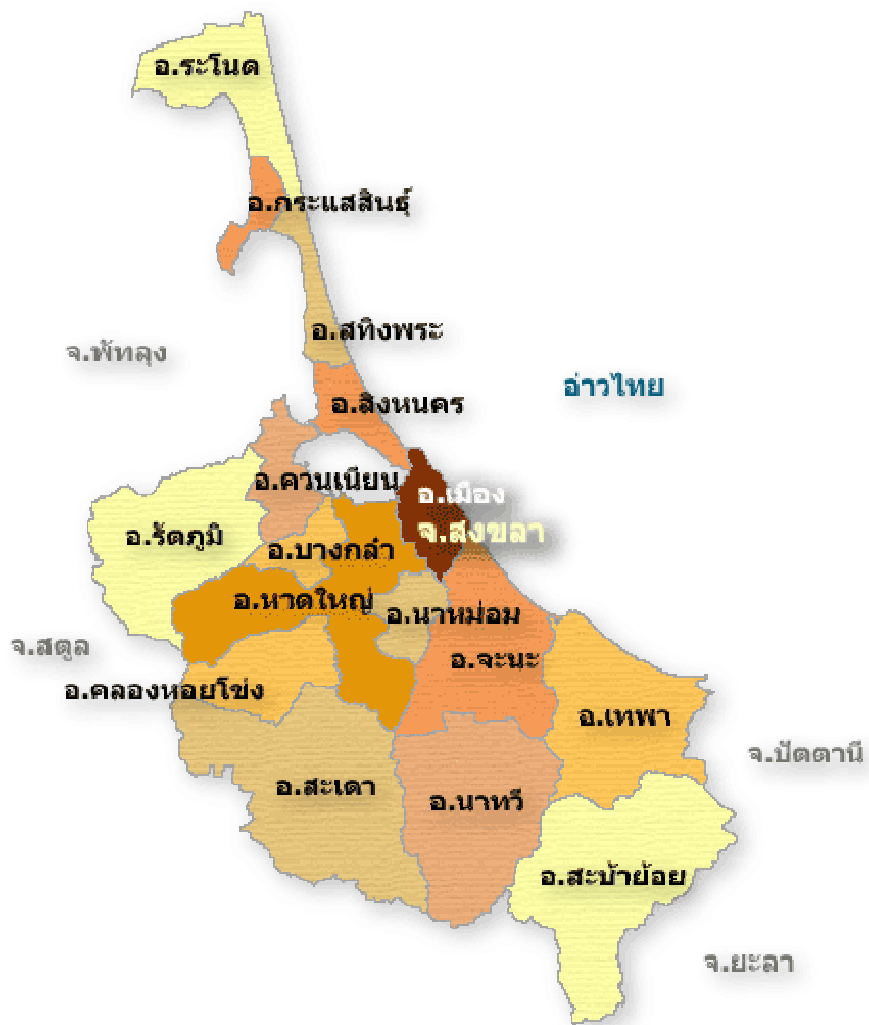 อ.ระโนด
อ.กระแสสินธุ์
อ.สทิงพระ
จ.พัทลุง
อ่าวไทย
อ.สิงหนคร
อ.ควนเนียน
อ.เมือง
จ.สงขลา
อ.รัตภูมิ
อ.บางกล่ำ
อ.หาดใหญ่
อ.นาหม่อม
จ.สตูล
อ.จะนะ
อ.คลองหอยโข่ง
อ.เทพา
จ.ปัตตานี
อ.สะเดา
อ.นาทวี
อ.สะบ้าย้อย
จ.ยะลา